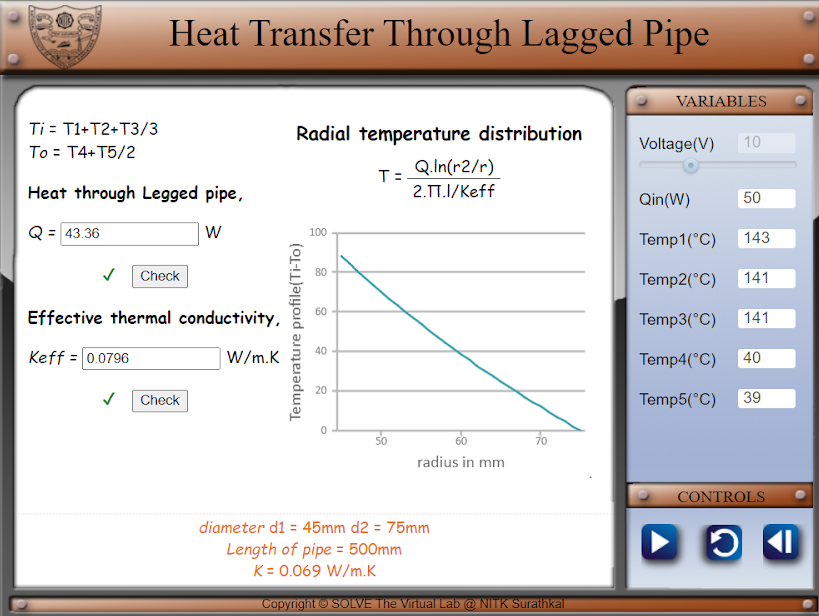 Heat Transfer Through Lagged Pipe
Ti = T1+T2+T3/3
To = T4+T5/2
Heat through Legged pipe,
Q = 43.36 W
✓ Check
Effective thermal conductivity,
Keff = 0.0796 W/m.K
✓ Check
Radial temperature distribution
T = Q.ln(r2/r)
2.Π.l/Keff
Temperature profile(Ti-To)
100
80
60
40
20
0
50 60 70
radius in mm
diameter d1 = 45mm d2 = 75mm
Length of pipe = 500mm
K = 0.069 W/m.K
VARIABLES
Voltage(V) 10
Qin(W) 50
Temp1(°C) 143
Temp2(°C) 141
Temp3(°C) 141
Temp4(°C) 40
Temp5(°C) 39
CONTROLS
Copyright © SOLVE The Virtual Lab @ NITK Surathkal